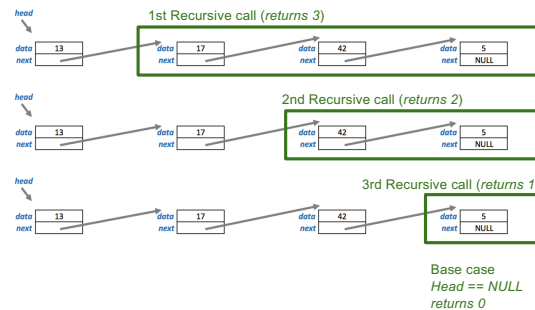 1st Recursive call (returns 3)
head
data 13 data 17 data 42 data 5
next next next next NULL
2nd Recursive call (returns 2)
head
data 13 data 17 data 42 data 5
next next next next NULL
3rd Recursive call (returns 1
head
data 13 data 17 data 42 data 5
next next next next NULL
Base case
Head == NULL
returns 0